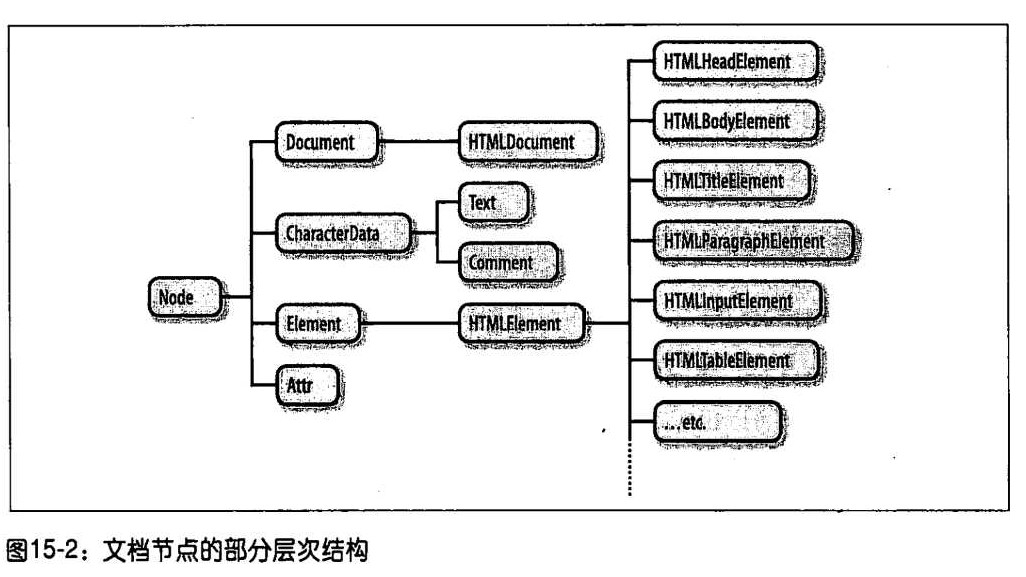 Node
Document
CharacterData
Element
Attr
HTMLDocument
Text
Comment
HTMLElement
HTMLHeadElement
HTMLBodyElement
HTMLTitleElement
HTMLParagraphElement
HTMLInputElement
HTMLTableElement
...etc.
图15-2：文档节点的部分层次结构